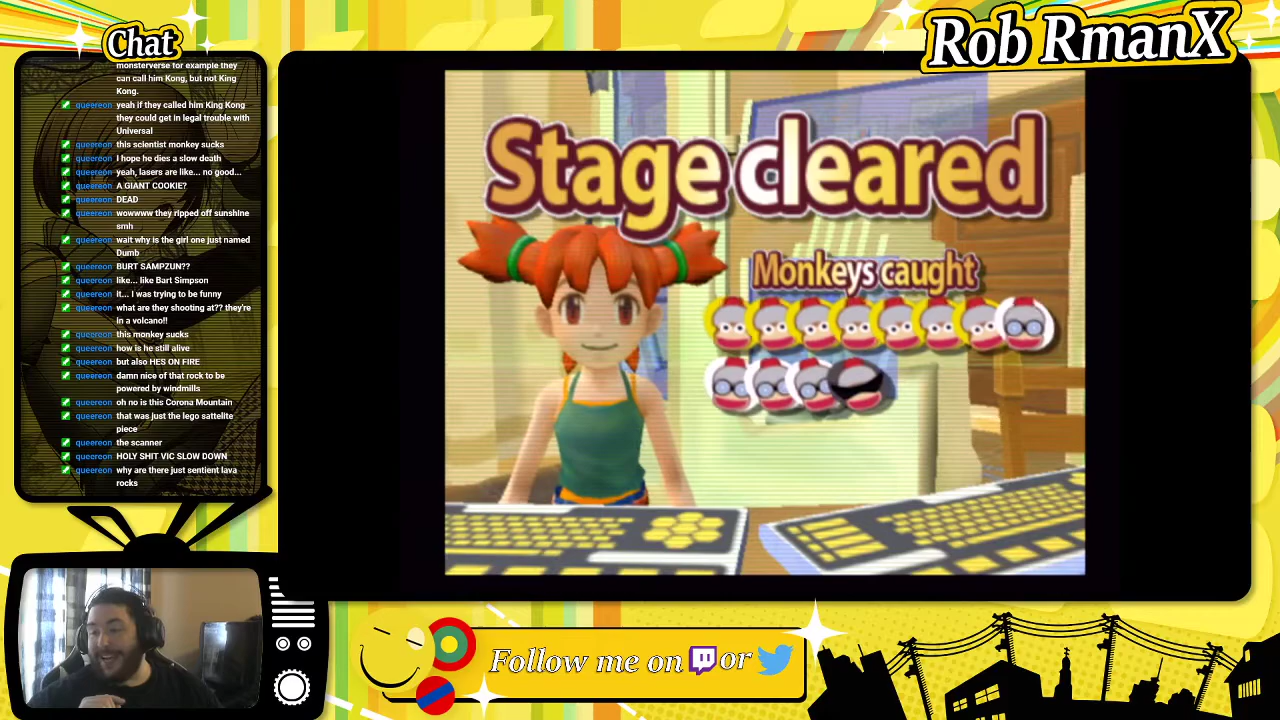 Chat
Rob RmanX
monsterverse for example they
can call him Kong, but not King
Kong.
queereon yeah if they called him King Kong
they could get in legal trouble with
Universal
queereon this scientist monkey sucks
queereon I hope he dies a slow death
queereon yeah, lasers are like... no good...
queereon A GIANT COOKIE?
queereon DEAD
queereon wowwww they ripped off sunshine
smh
queereon wait why is the girl one just named
Dumb
queereon BURT SAMPZUN??
queereon like... like Bart Simpson
queereon it... I was trying to be funny
queereon what are they shooting at?? they're
in a volcano!!
queereon this monkey sucks
queereon how is he still alive
queereon but also HES ON FIRE
queereon damn I got that rock to be
powered by windmills
queereon oh no is this Corona Mountain
queereon that was just the lego sattelite
piece
queereon the scanner
queereon HOLY SHIT VIC SLOW DOWN
queereon why are there just sentient lava
rocks
Stage cleared
Monkeys caught
Follow me on or